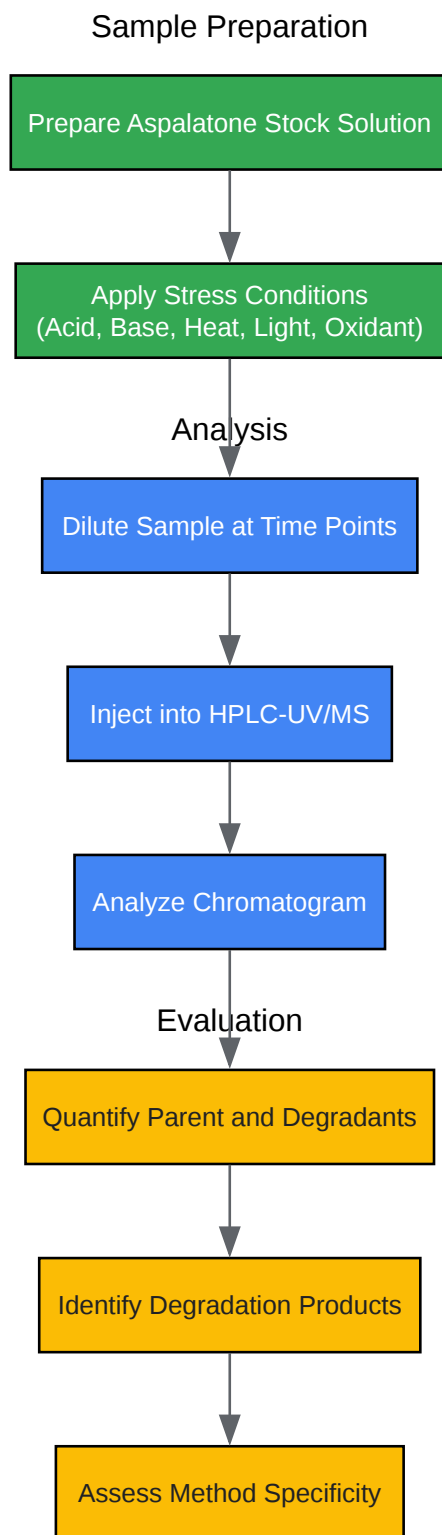 Sample Preparation
Prepare Aspalatone Stock Solution
Apply Stress Conditions
(Acid, Base, Heat, Light, Oxidant)
Analysis
Dilute Sample at Time Points
Inject into HPLC-UV/MS
Analyze Chromatogram
Evaluation
Quantify Parent and Degradants
Identify Degradation Products
Assess Method Specificity